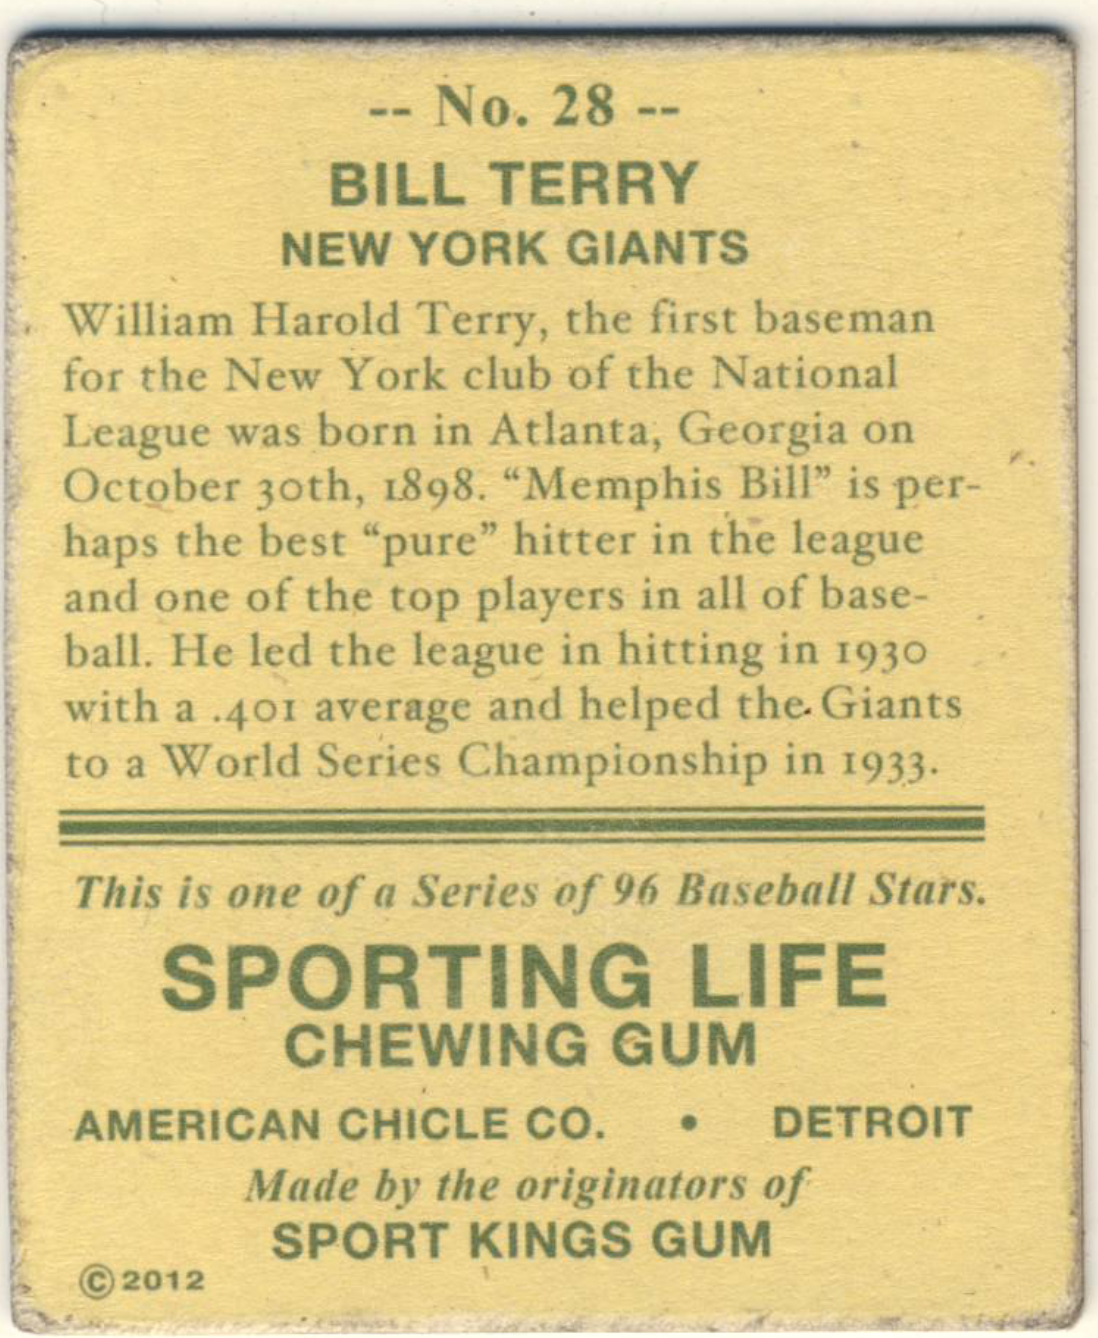 -- No. 28 --
BILL TERRY
NEW YORK GIANTS
William Harold Terry, the first baseman
for the New York club of the National
League was born in Atlanta, Georgia on
October 30th, 1898. “Memphis Bill” is per-
haps the best “pure” hitter in the league
and one of the top players in all of base-
ball. He led the league in hitting in 1930
with a .401 average and helped the Giants
to a World Series Championship in 1933.
This is one of a Series of 96 Baseball Stars.
SPORTING LIFE
CHEWING GUM
AMERICAN CHICLE CO. • DETROIT
Made by the originators of
SPORT KINGS GUM
©2012